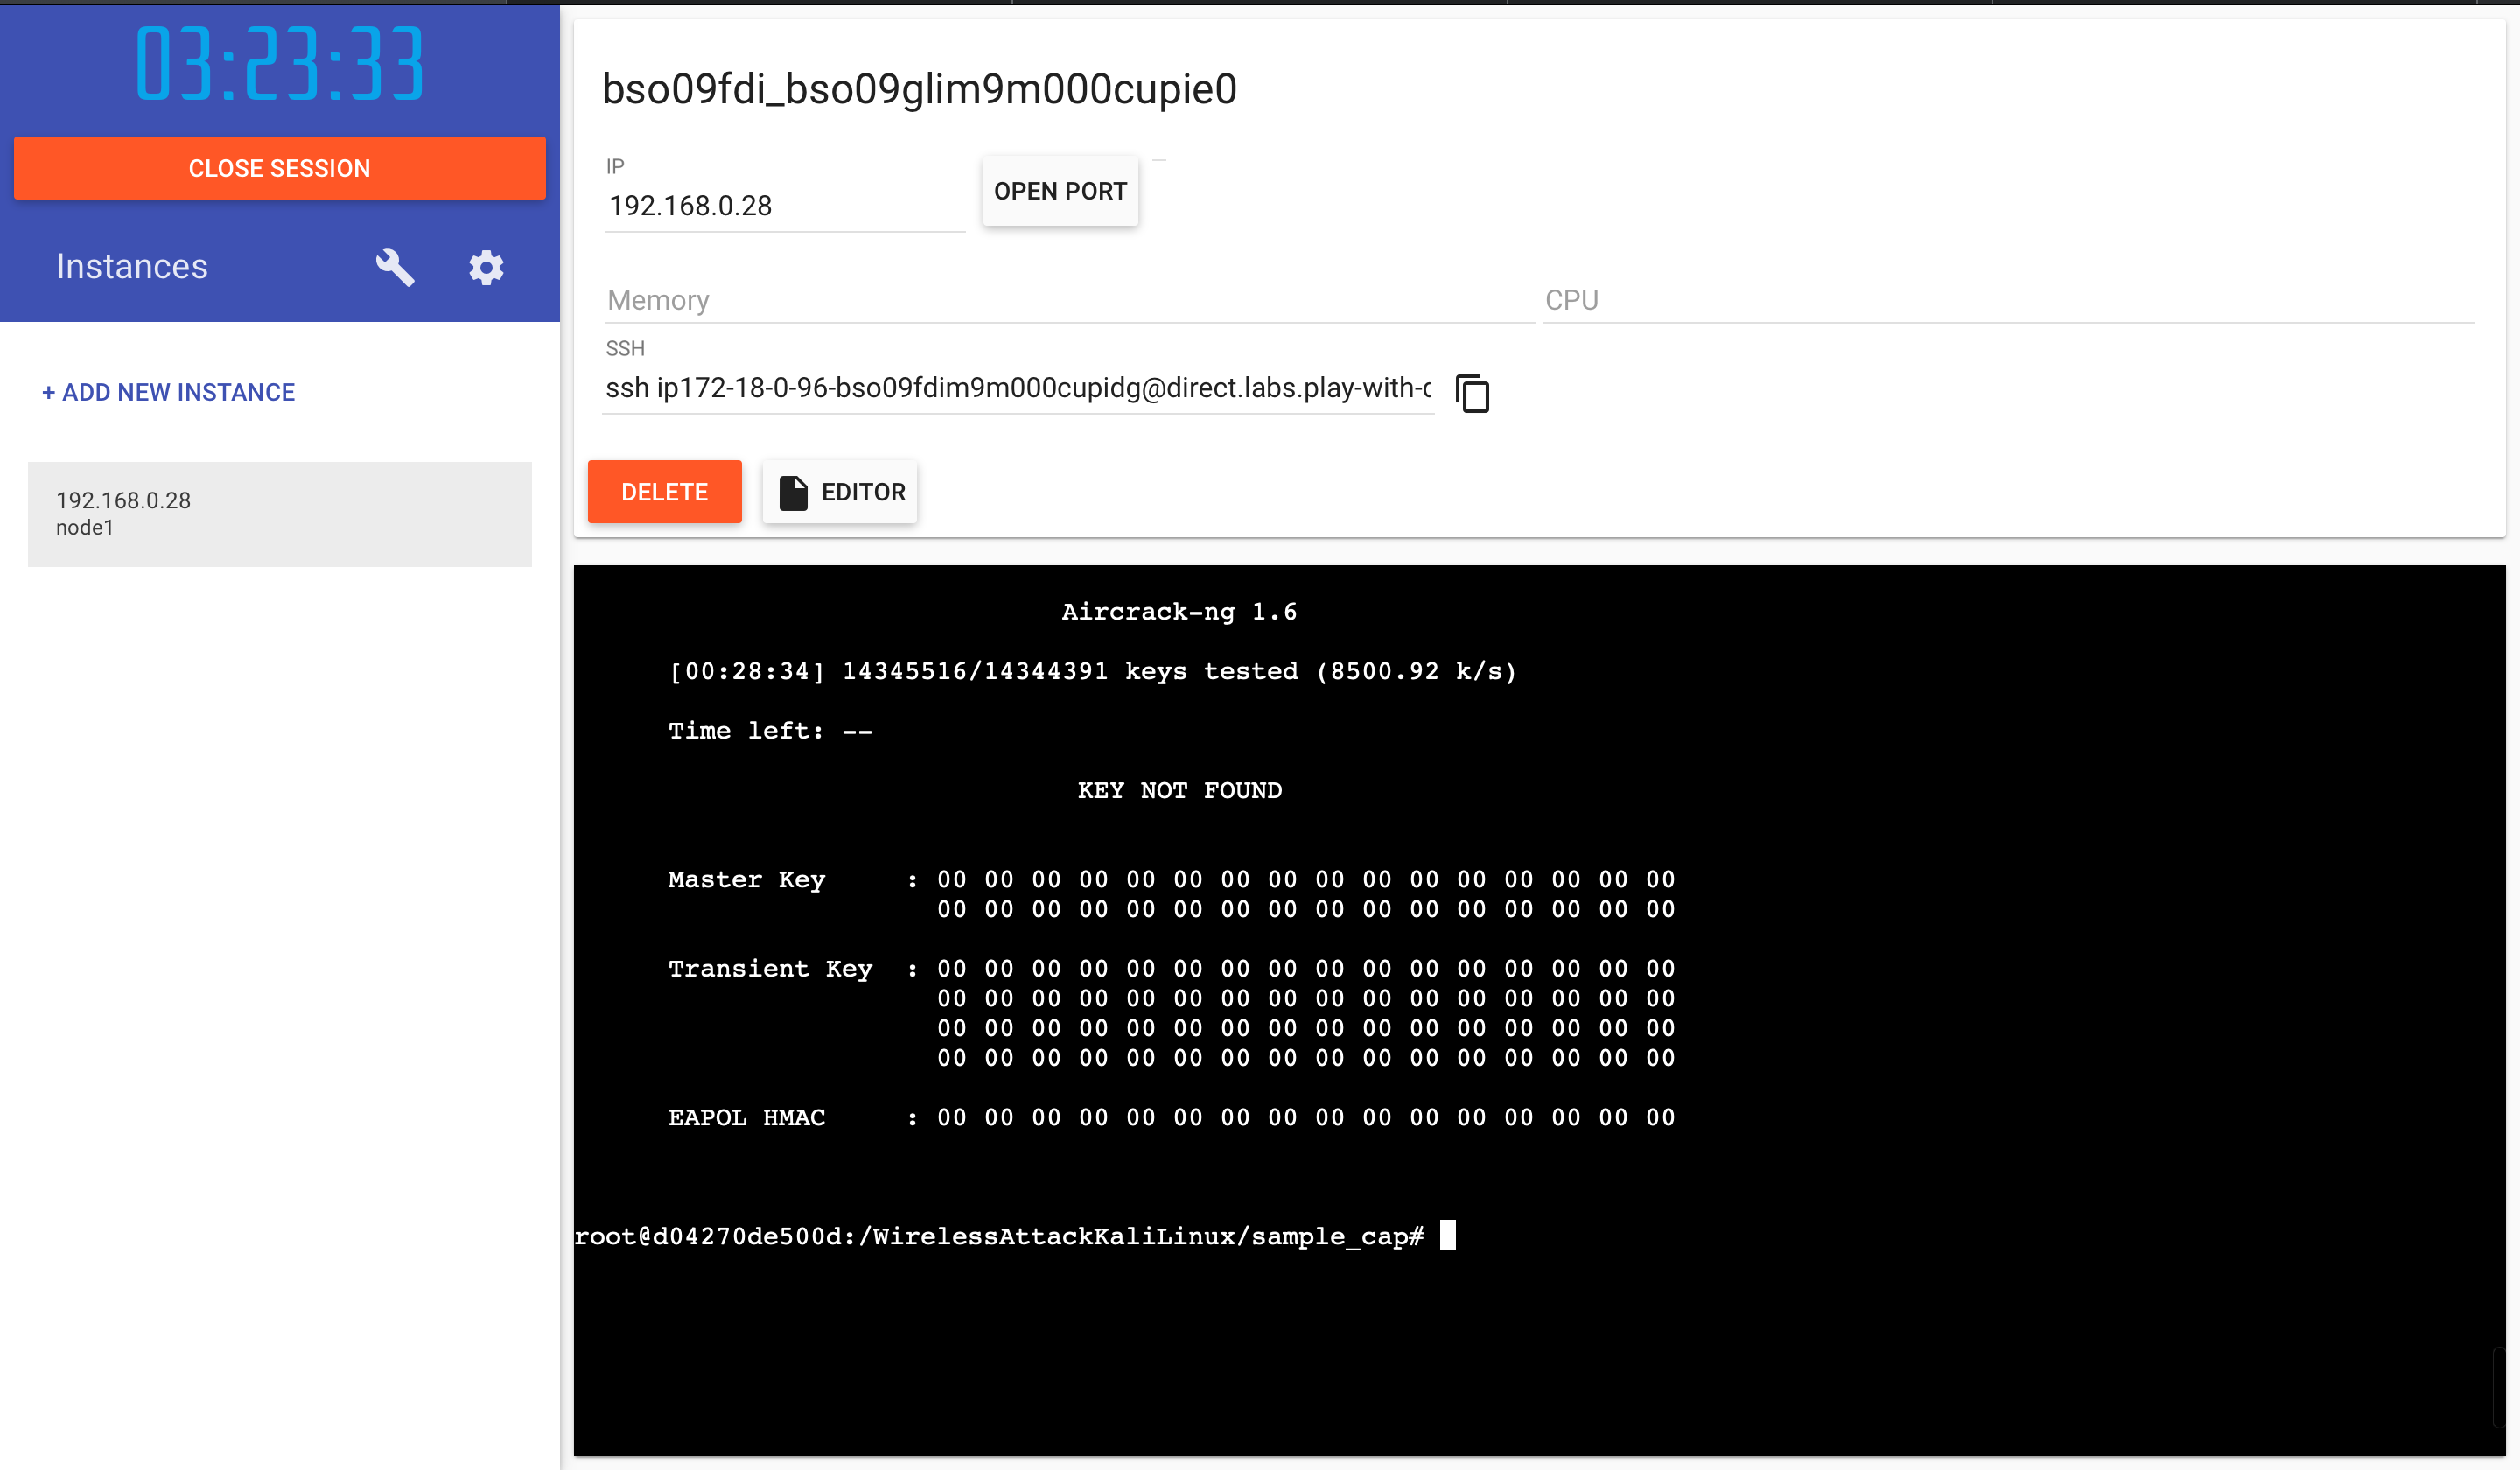 03:23:33
CLOSE SESSION
Instances
+ ADD NEW INSTANCE
192.168.0.28
node1
bso09fdi_bso09glim9m000cupie0
IP
192.168.0.28
OPEN PORT
Memory
CPU
SSH
ssh ip172-18-0-96-bso09fdim9m000cupidg@direct.labs.play-with-
DELETE
EDITOR
Aircrack-ng 1.6
[00:28:34] 14345516/14344391 keys tested (8500.92 k/s)
Time left: --
KEY NOT FOUND
Master Key : 00 00 00 00 00 00 00 00 00 00 00 00 00 00 00 00
00 00 00 00 00 00 00 00 00 00 00 00 00 00 00 00
Transient Key : 00 00 00 00 00 00 00 00 00 00 00 00 00 00 00 00
00 00 00 00 00 00 00 00 00 00 00 00 00 00 00 00
00 00 00 00 00 00 00 00 00 00 00 00 00 00 00 00
00 00 00 00 00 00 00 00 00 00 00 00 00 00 00 00
EAPOL HMAC : 00 00 00 00 00 00 00 00 00 00 00 00 00 00 00 00
root@d04270de500d:/WirelessAttackKaliLinux/sample_cap#